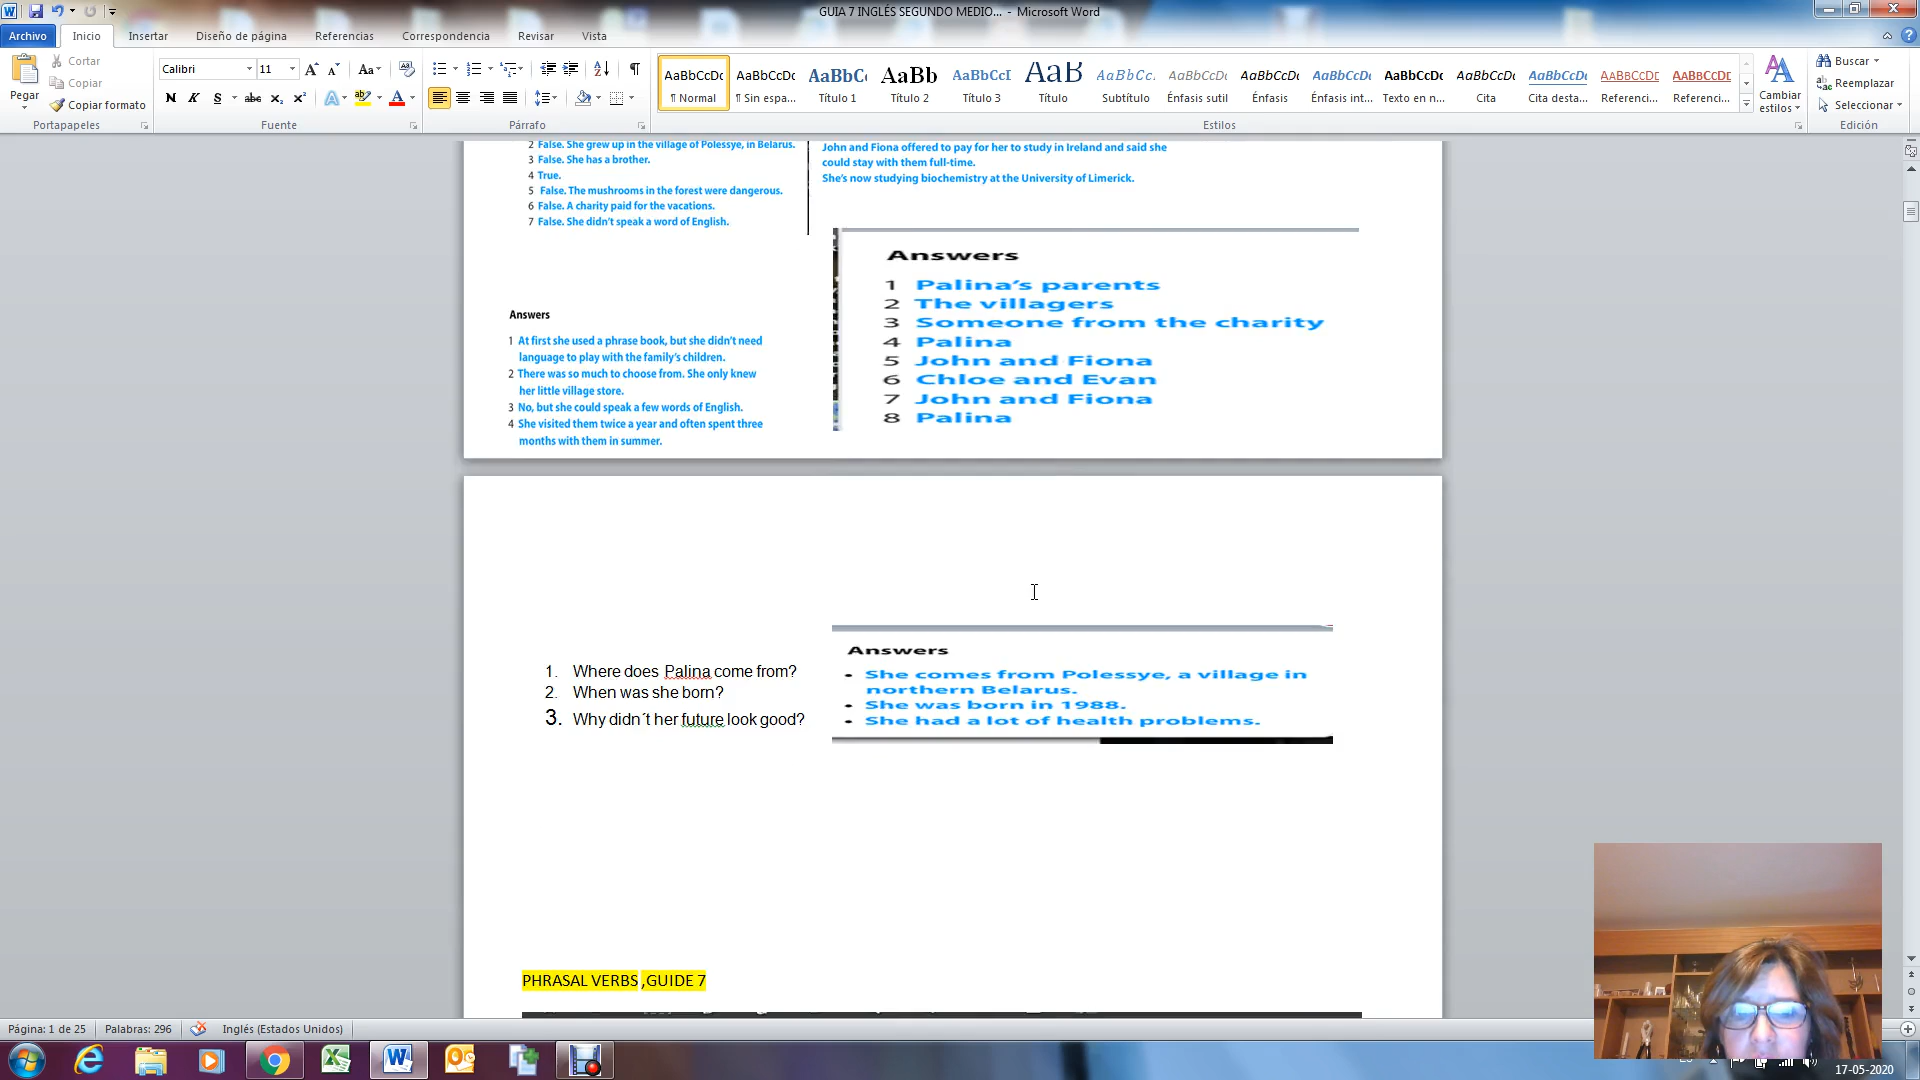 GUIA 7 INGLÉS SEGUNDO MEDIO... - Microsoft Word
Archivo Inicio Insertar Diseño de página Referencias Correspondencia Revisar Vista
Pegar
Cortar
Copiar
Copiar formato
Portapapeles
Calibri 11
Fuente
Párrafo
AaBbCcDc AaBbCcDc AaBbC AaBb AaBbCcI AaB AaBbCc. AaBbCcDc AaBbCcDc AaBbCcDc AaBbCcDc AaBbCcDc AaBbCcDc AaBbCcDc AaBbCcDc
¶ Normal ¶ Sin espa... Título 1 Título 2 Título 3 Título Subtítulo Énfasis sutil Énfasis Énfasis int... Texto en n... Cita Cita desta... Referenci... Referenci...
Estilos
Cambiar estilos
Buscar
Reemplazar
Seleccionar
Edición
2 False. She grew up in the village of Polessye, in Belarus.
3 False. She has a brother.
4 True.
5 False. The mushrooms in the forest were dangerous.
6 False. A charity paid for the vacations.
7 False. She didn't speak a word of English.
John and Fiona offered to pay for her to study in Ireland and said she
could stay with them full-time.
She's now studying biochemistry at the University of Limerick.
Answers
1 At first she used a phrase book, but she didn't need
language to play with the family's children.
2 There was so much to choose from. She only knew
her little village store.
3 No, but she could speak a few words of English.
4 She visited them twice a year and often spent three
months with them in summer.
Answers
1 Palina's parents
2 The villagers
3 Someone from the charity
4 Palina
5 John and Fiona
6 Chloe and Evan
7 John and Fiona
8 Palina
1. Where does Palina come from?
2. When was she born?
3. Why didn´t her future look good?
Answers
• She comes from Polessye, a village in
northern Belarus.
• She was born in 1988.
• She had a lot of health problems.
PHRASAL VERBS ,GUIDE 7
Página: 1 de 25 Palabras: 296 Inglés (Estados Unidos)
17-05-2020